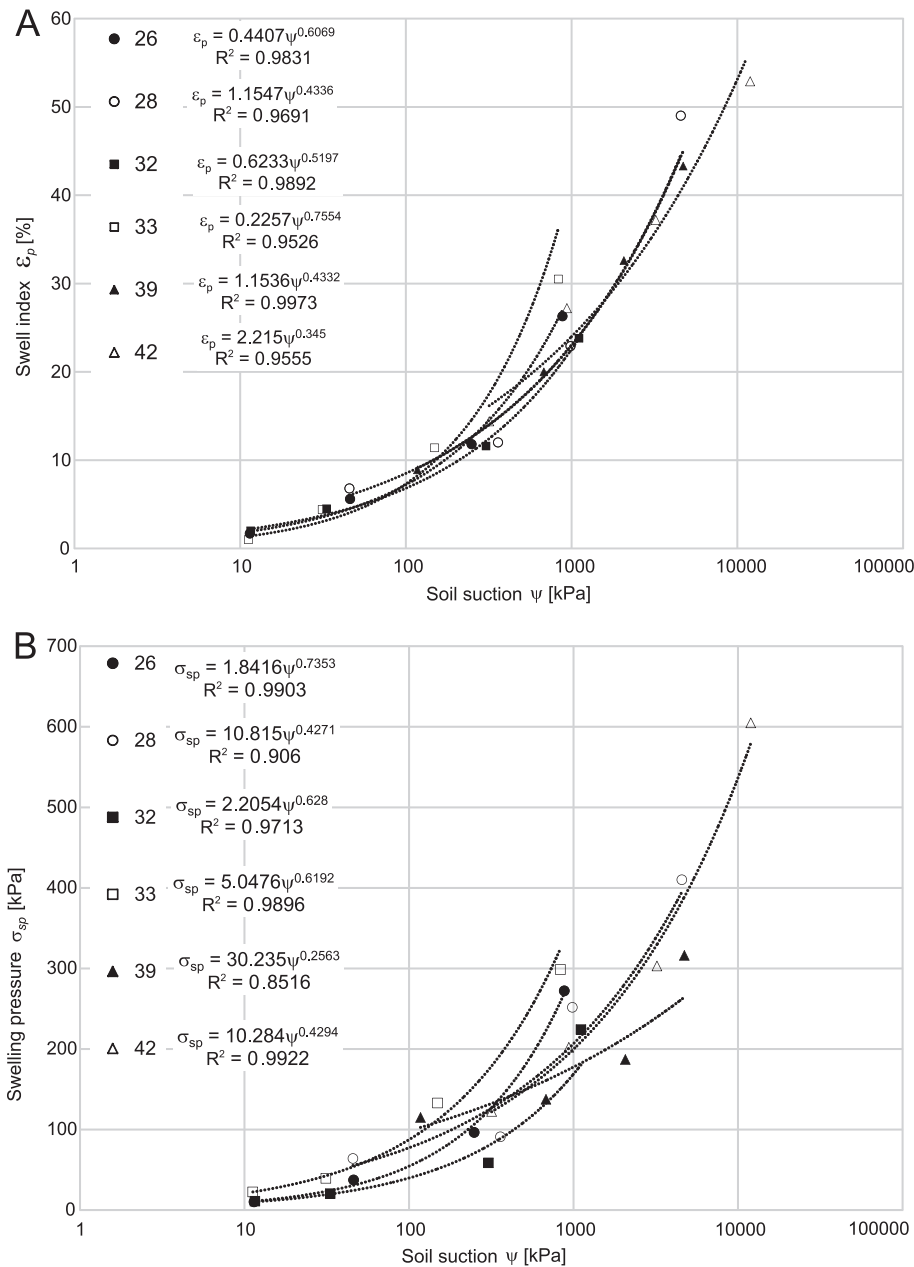 A
60
50
40
30
20
10
0
Swell index εp [%]
26 εp = 0.4407ψ^0.6069
R² = 0.9831
28 εp = 1.1547ψ^0.4336
R² = 0.9691
32 εp = 0.6233ψ^0.5197
R² = 0.9892
33 εp = 0.2257ψ^0.7554
R² = 0.9526
39 εp = 1.1536ψ^0.4332
R² = 0.9973
42 εp = 2.215ψ^0.345
R² = 0.9555
1 10 100 1000 10000 100000
Soil suction ψ [kPa]
B
700
600
500
400
300
200
100
0
Swelling pressure σsp [kPa]
26 σsp = 1.8416ψ^0.7353
R² = 0.9903
28 σsp = 10.815ψ^0.4271
R² = 0.906
32 σsp = 2.2054ψ^0.628
R² = 0.9713
33 σsp = 5.0476ψ^0.6192
R² = 0.9896
39 σsp = 30.235ψ^0.2563
R² = 0.8516
42 σsp = 10.284ψ^0.4294
R² = 0.9922
1 10 100 1000 10000 100000
Soil suction ψ [kPa]